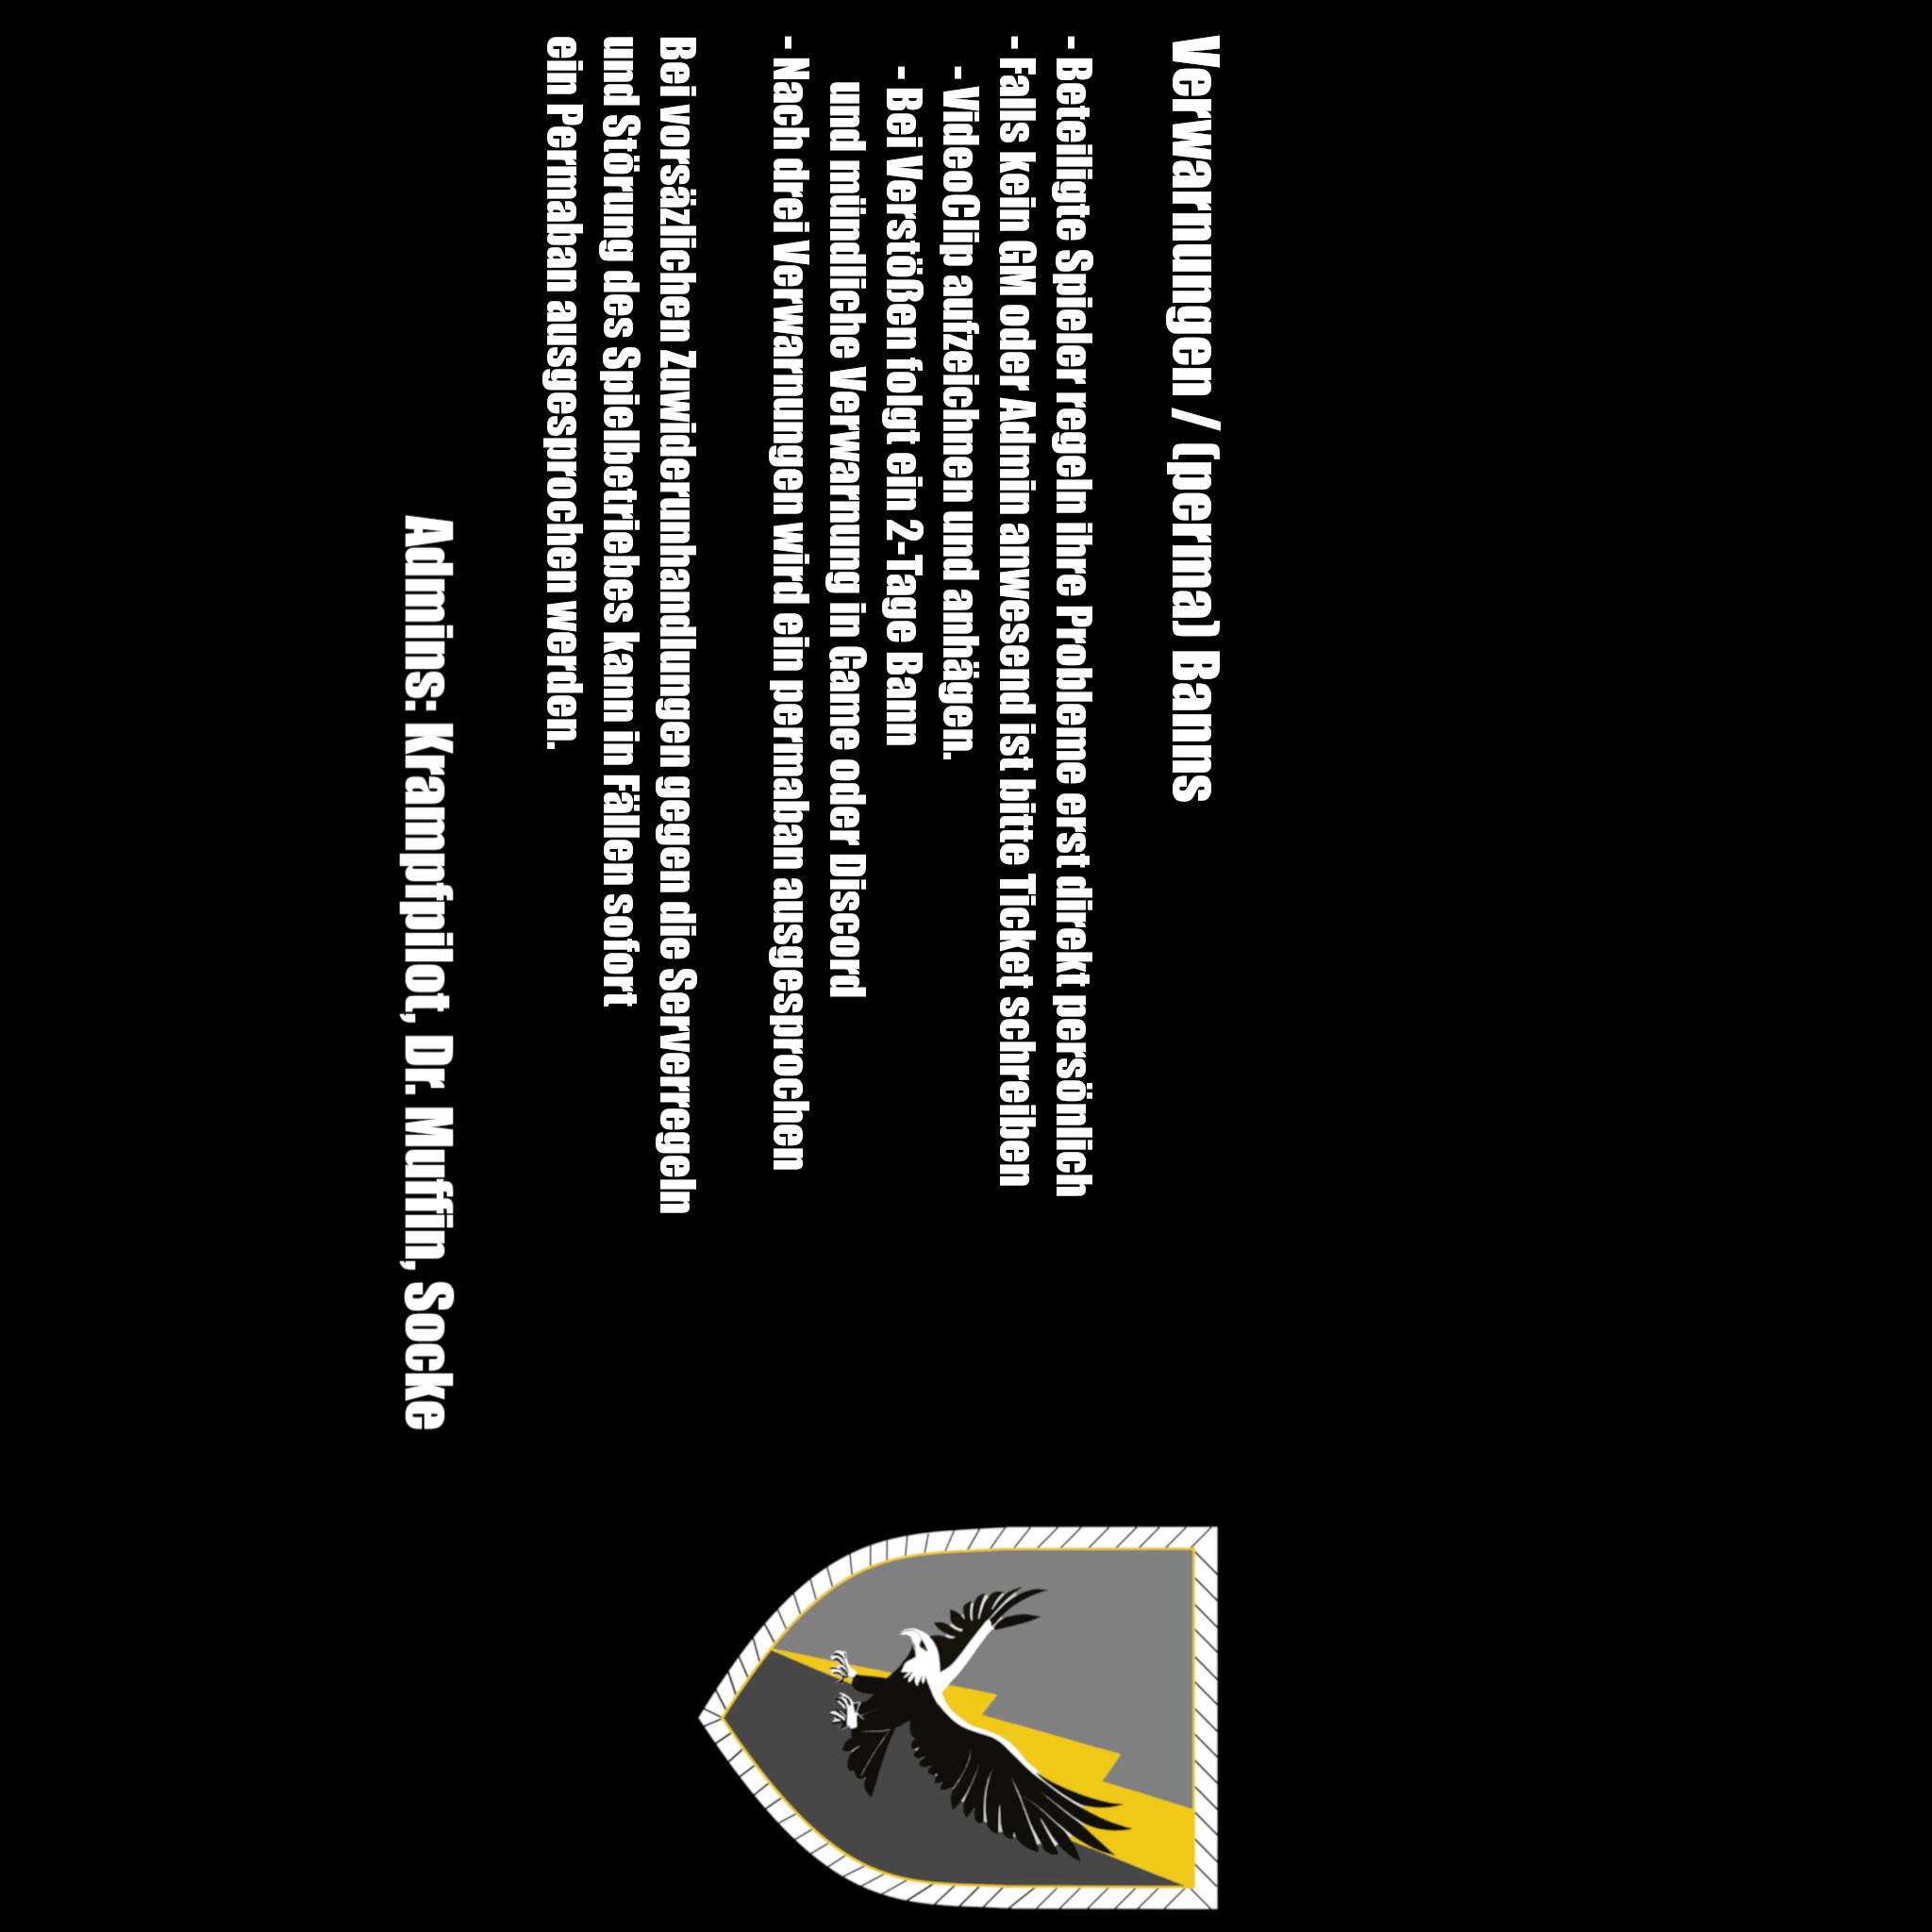 Verwarnungen / (perma) Banns
- Beteiligte Spieler regeln ihre Probleme erst direkt persönlich
- Falls kein GM oder Admin anwesend ist bitte Ticket schreiben
- VideoClip aufzeichnen und anhägen.
- Bei Verstößen folgt ein 2-Tage Bann
und mündliche Verwarnung in Game oder Discord
- Nach drei Verwarnungen wird ein permaban ausgesprochen
Bei vorsäzlichen Zuwiderunhandlungen gegen die Serverregeln
und Störung des Spielbetriebes kann in Fällen sofort
ein Permaban ausgesprochen werden.
Admins: Krampfpilot, Dr. Muffin, Socke